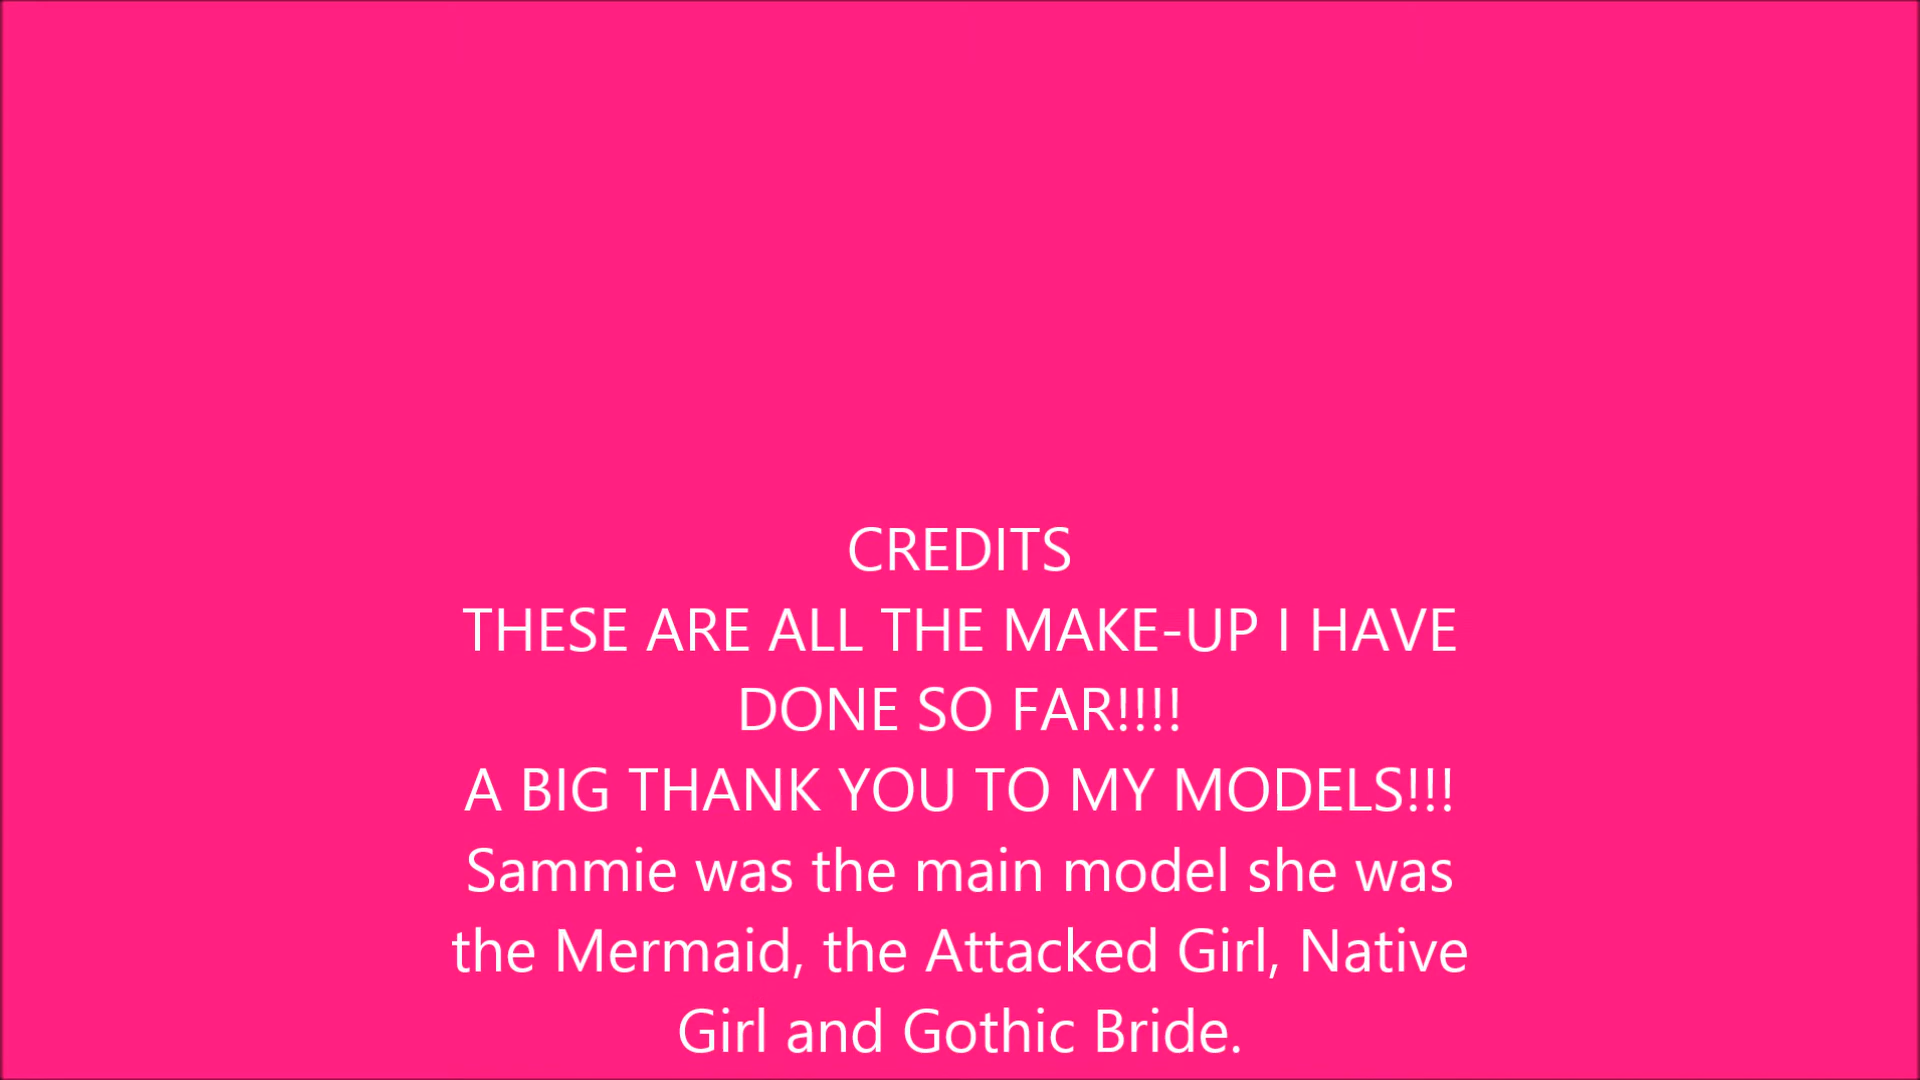 CREDITS
THESE ARE ALL THE MAKE-UP I HAVE
DONE SO FAR!!!!
A BIG THANK YOU TO MY MODELS!!!
Sammie was the main model she was
the Mermaid, the Attacked Girl, Native
Girl and Gothic Bride.